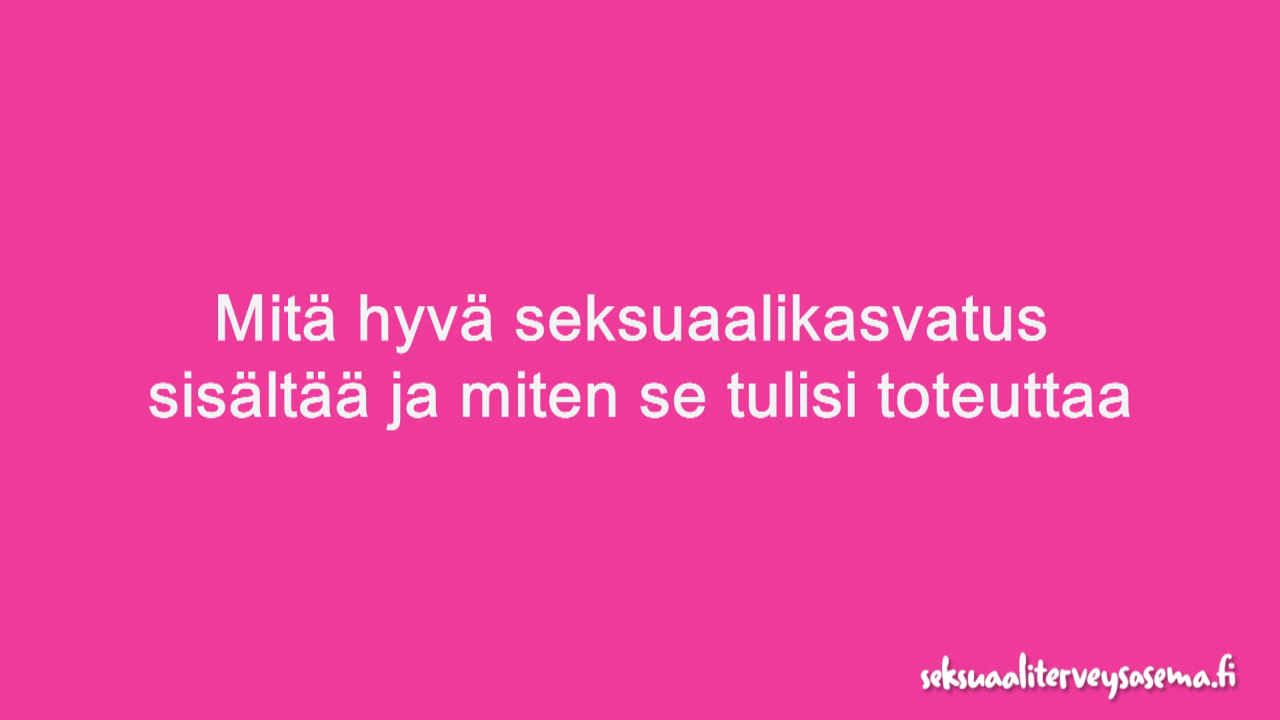 Mitä hyvä seksuaalikasvatus
sisältää ja miten se tulisi toteuttaa
seksuaaliterveysasema.fi